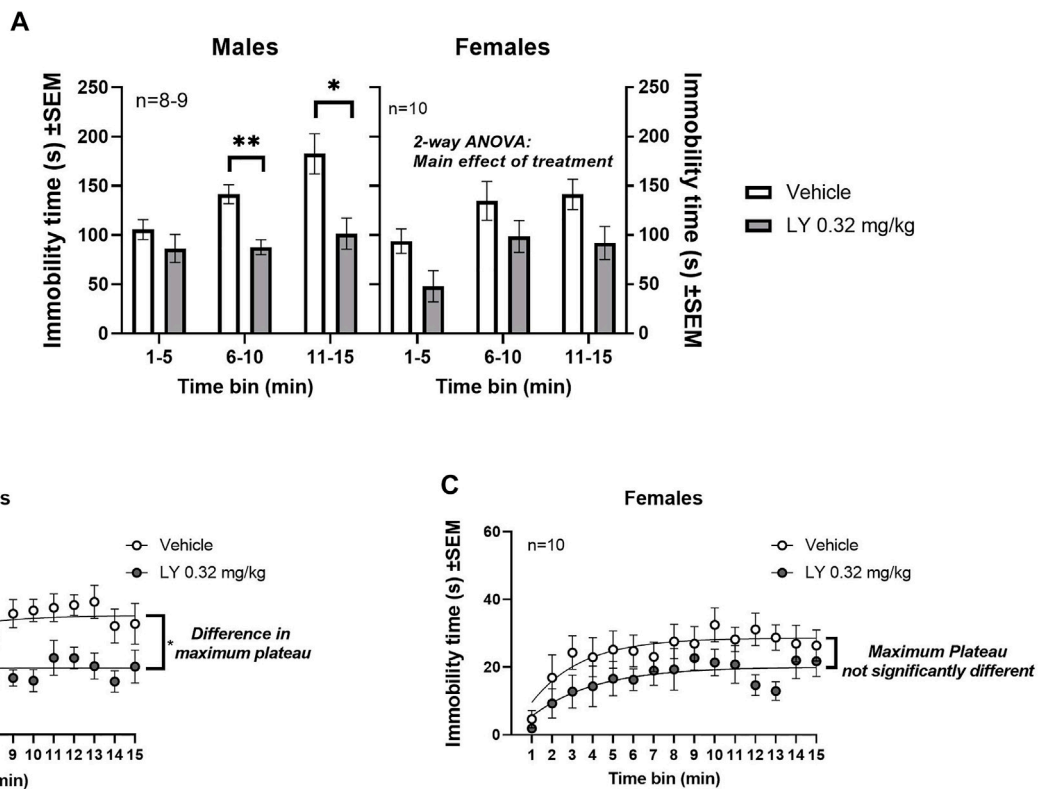 A
Males
Females
Immobility time (s) ±SEM
250
200
150
100
50
0
n=8-9
**
*
n=10
2-way ANOVA:
Main effect of treatment
250
200
150
100
50
0
Immobility time (s) ±SEM
Vehicle
LY 0.32 mg/kg
1-5
6-10
11-15
1-5
6-10
11-15
Time bin (min)
Time bin (min)
s
Vehicle
LY 0.32 mg/kg
*
Difference in
maximum plateau
9 10 11 12 13 14 15
min)
C
Females
Immobility time (s) ±SEM
60
40
20
0
n=10
Vehicle
LY 0.32 mg/kg
Maximum Plateau
not significantly different
1 2 3 4 5 6 7 8 9 10 11 12 13 14 15
Time bin (min)